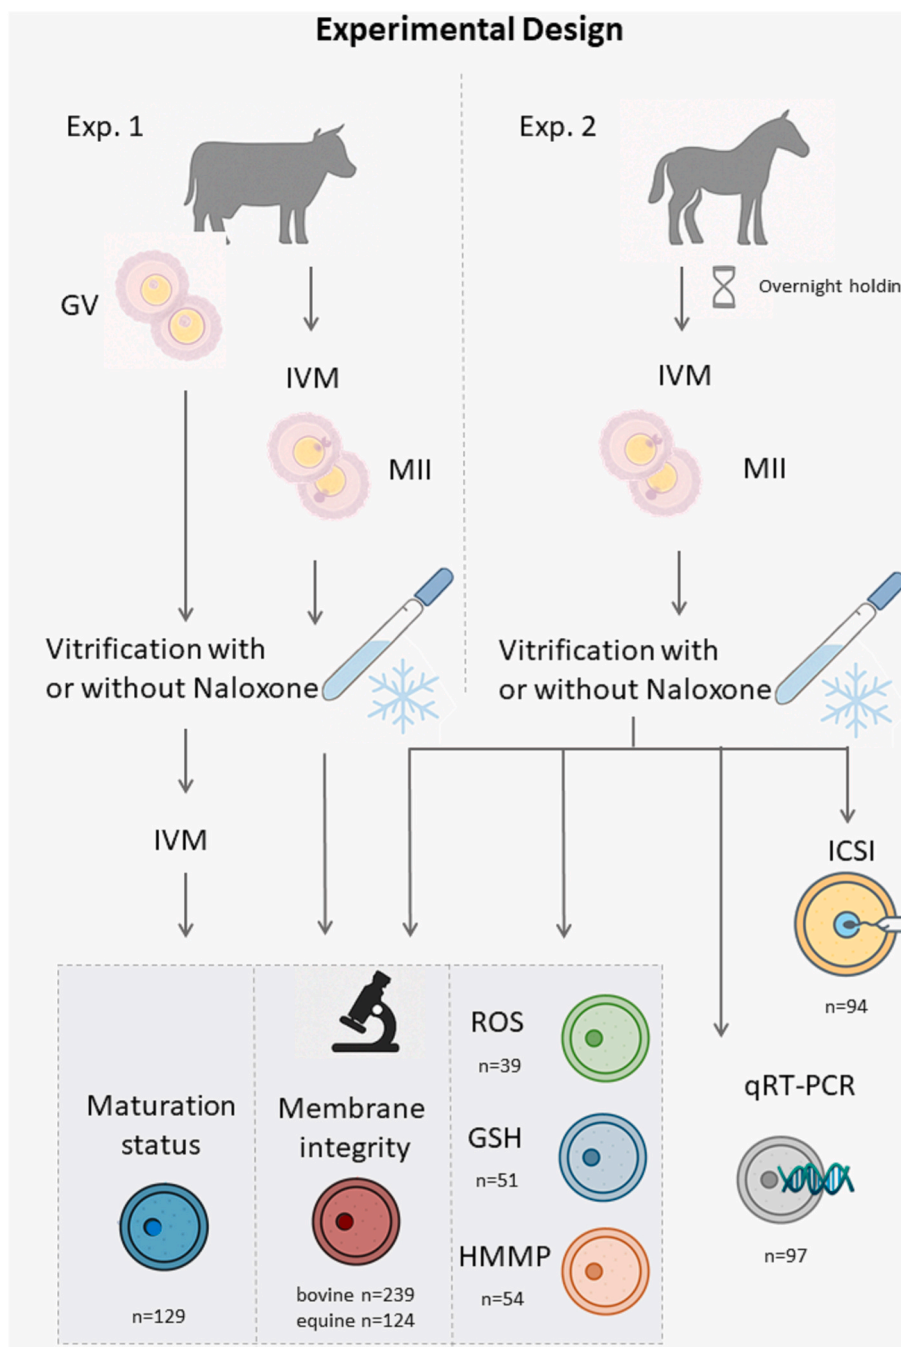 Experimental Design
Exp. 1
GV
IVM
MII
Vitrification with
or without Naloxone
IVM
Exp. 2
Overnight holdin
IVM
MII
Vitrification with
or without Naloxone
Maturation
status
n=129
Membrane
integrity
bovine n=239
equine n=124
ROS
n=39
GSH
n=51
HMMP
n=54
qRT-PCR
n=97
ICSI
n=94